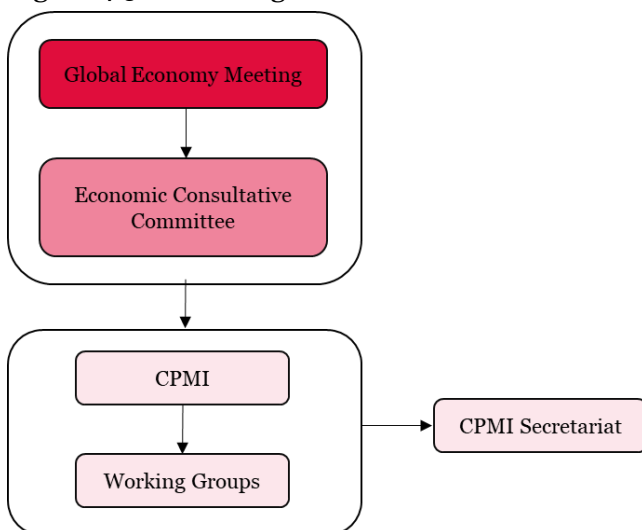 Global Economy Meeting
Economic Consultative
Committee
CPMI
CPMI Secretariat
Working Groups